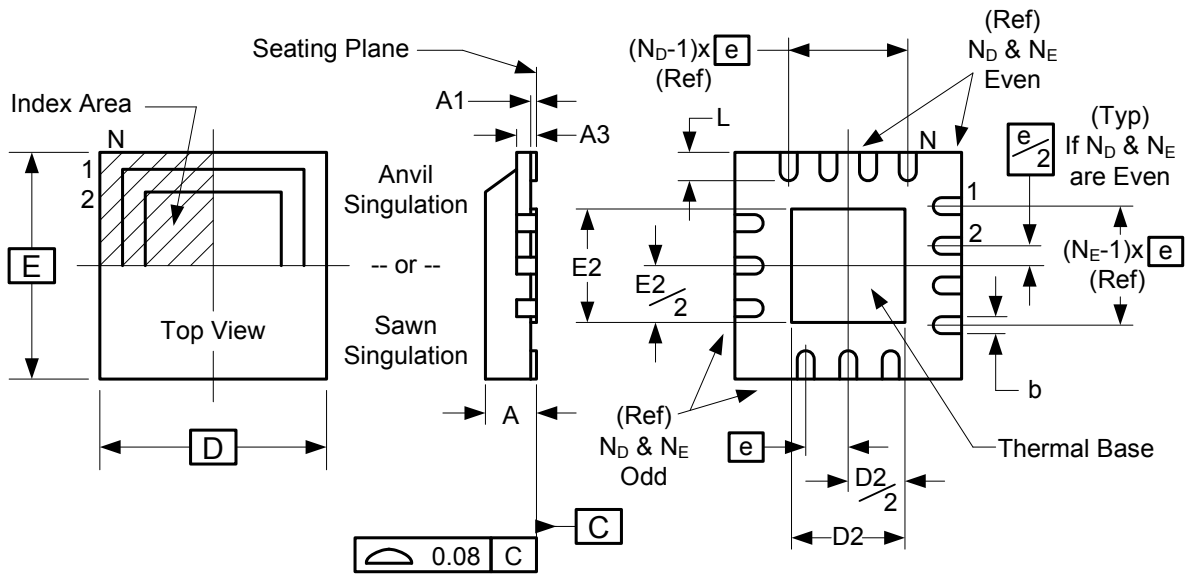 Seating Plane
Index Area
A1
A3
N
1
2
E
Top View
D
Anvil
Singulation
-- or --
Sawn
Singulation
A
0.08 C
C
(N_D-1)x e
(Ref)
L
(Ref)
N_D & N_E
Even
N
e/2
(Typ)
If N_D & N_E
are Even
1
2
(N_E-1)x e
(Ref)
E2
E2/2
b
(Ref)
N_D & N_E
Odd
e
Thermal Base
D2/2
D2